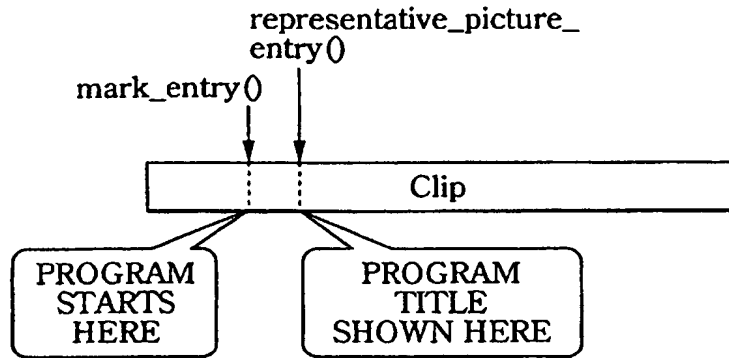 representative_picture_
entry()
mark_entry()
Clip
PROGRAM
STARTS
HERE
PROGRAM
TITLE
SHOWN HERE